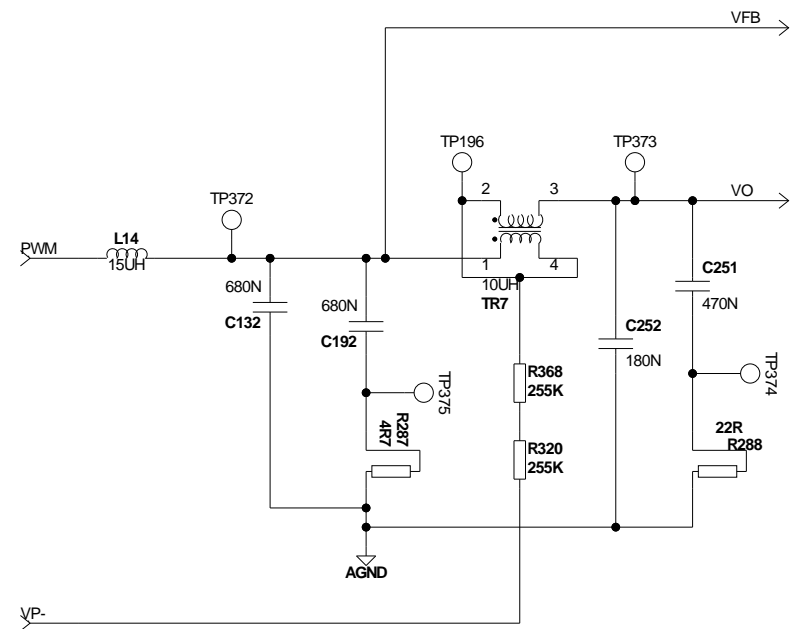 VFB
TP196
TP373
2
3
TP372
VO
L14
PWM
15UH
1
4
C251
680N
10UH
470N
TR7
680N
C132
C252
C192
180N
TP374
R368
TP375
255K
R287
4R7
22R
R288
R320
255K
AGND
VP-